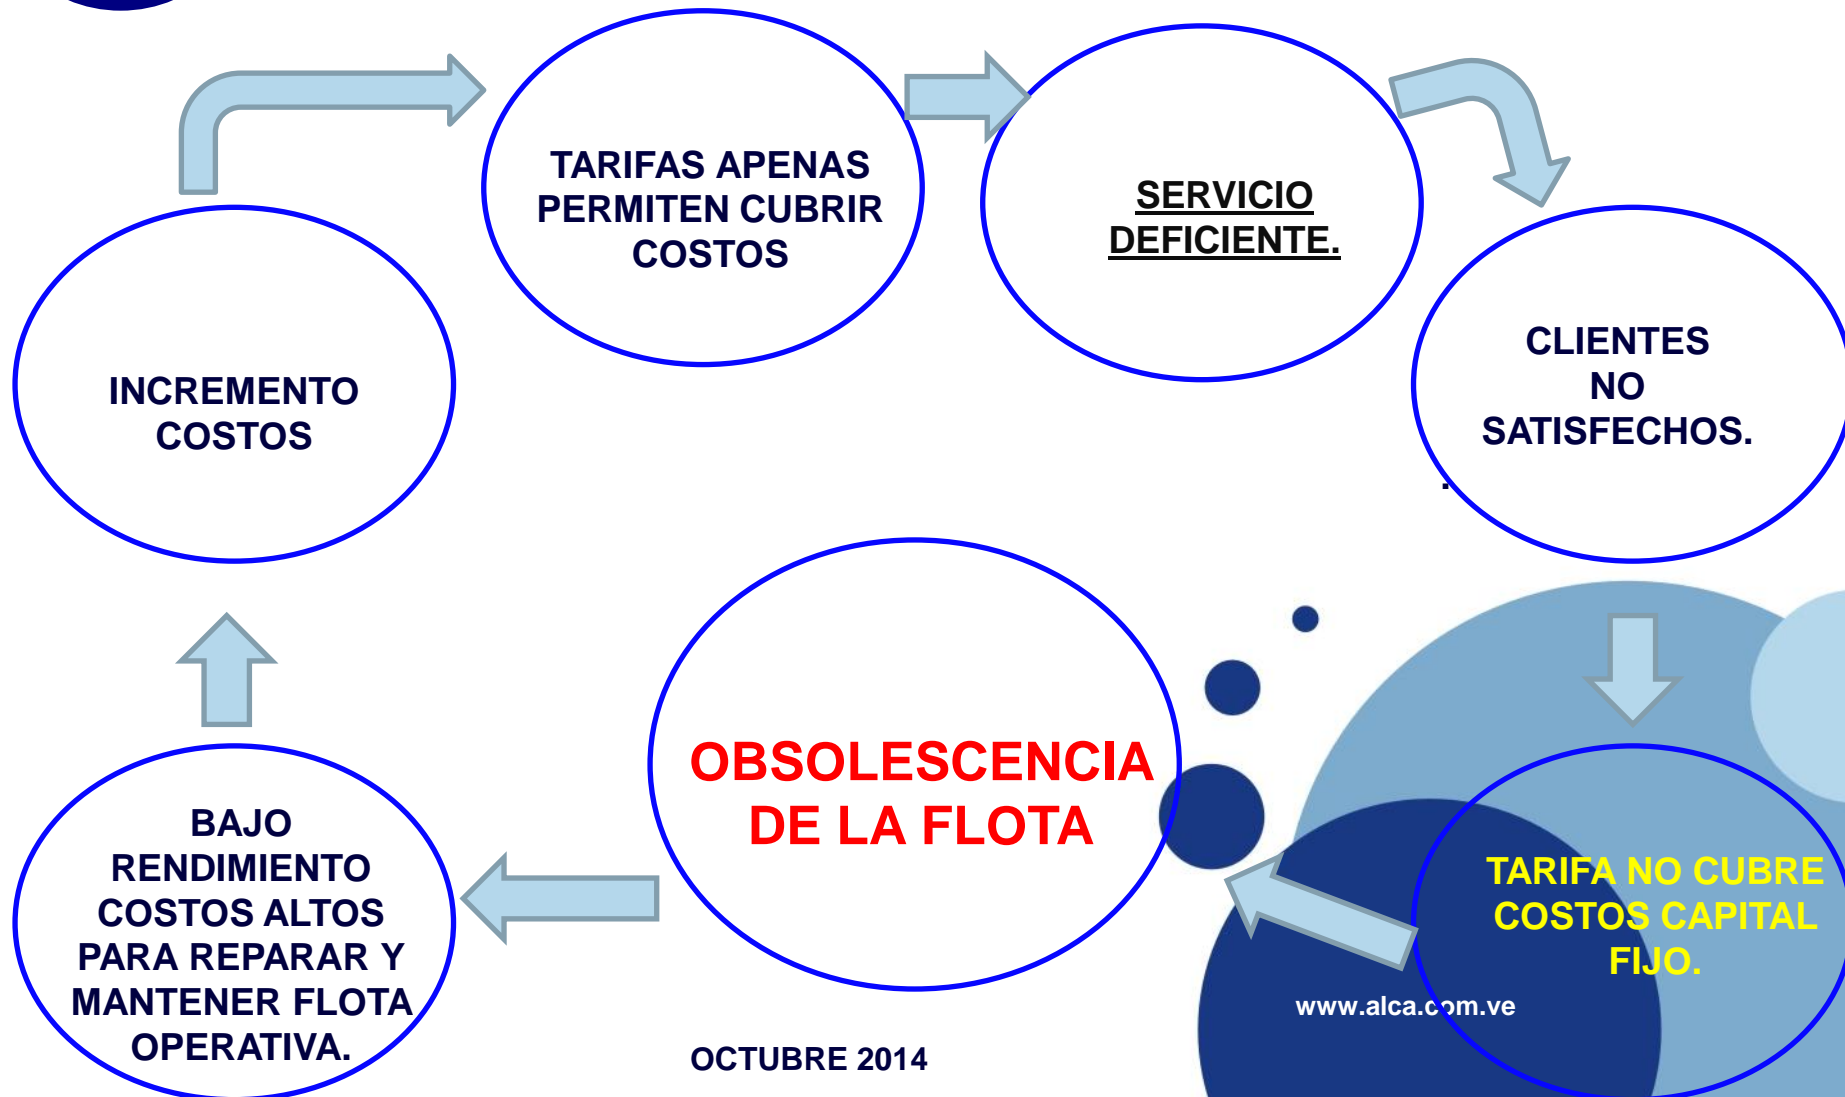 TARIFAS APENAS
PERMITEN CUBRIR
COSTOS
SERVICIO
DEFICIENTE.
CLIENTES
NO
SATISFECHOS.
.
INCREMENTO
COSTOS
OBSOLESCENCIA
DE LA FLOTA
BAJO
RENDIMIENTO
COSTOS ALTOS
PARA REPARAR Y
MANTENER FLOTA
OPERATIVA.
TARIFA NO CUBRE
COSTOS CAPITAL
FIJO.
www.alca.com.ve
OCTUBRE 2014